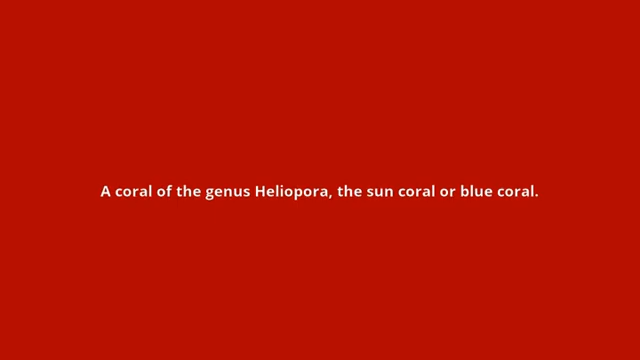 A coral of the genus Heliopora, the sun coral or blue coral.